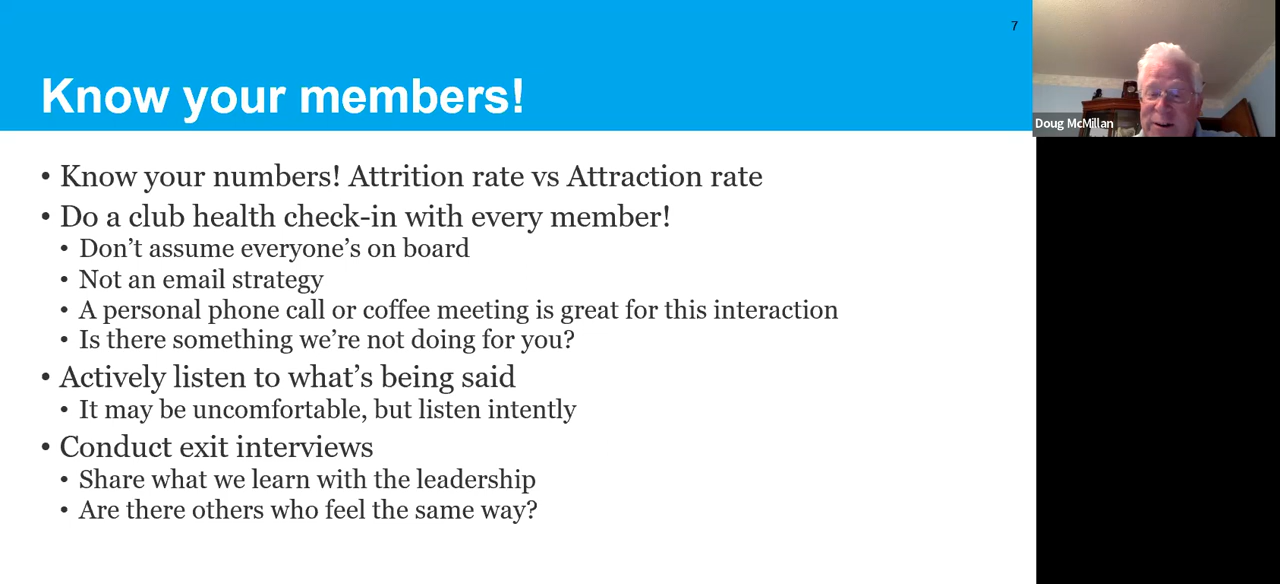 7
Know your members!
Doug McMillan
• Know your numbers! Attrition rate vs Attraction rate
• Do a club health check-in with every member!
• Don’t assume everyone’s on board
• Not an email strategy
• A personal phone call or coffee meeting is great for this interaction
• Is there something we’re not doing for you?
• Actively listen to what’s being said
• It may be uncomfortable, but listen intently
• Conduct exit interviews
• Share what we learn with the leadership
• Are there others who feel the same way?